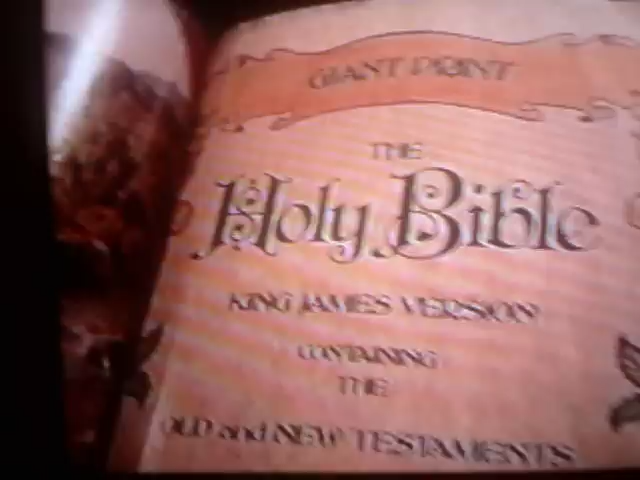 GIANT PRINT
THE
Holy Bible
KING JAMES VERSION
CONTAINING
THE
OLD and NEW TESTAMENTS